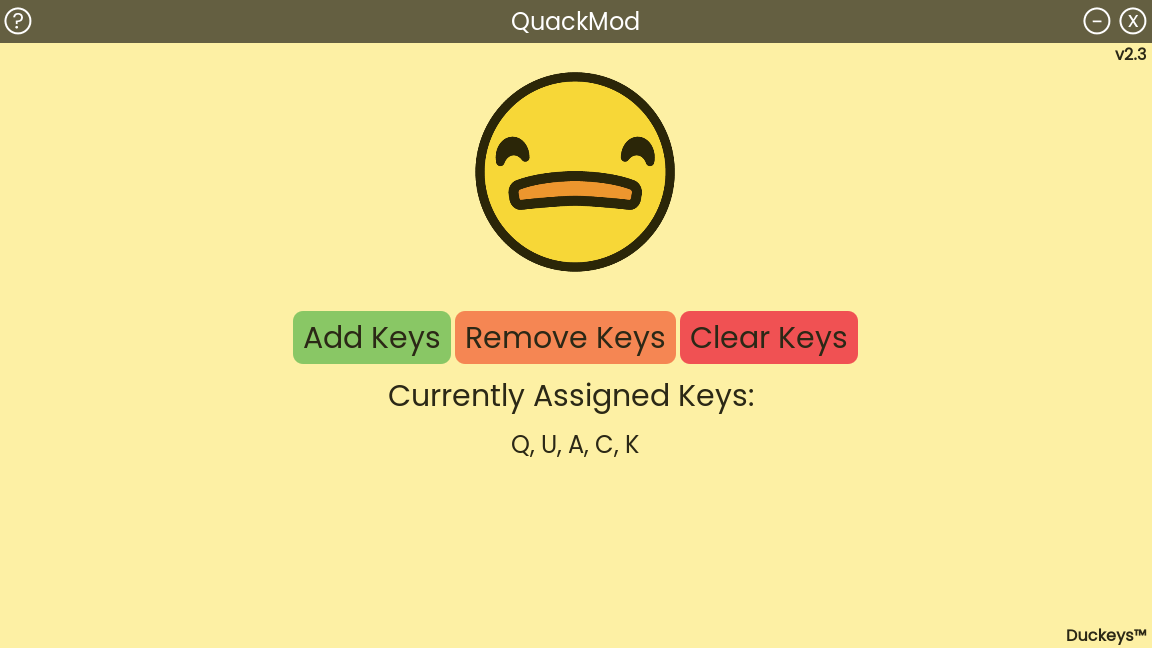 ? QuackMod - X
v2.3
Add Keys Remove Keys Clear Keys
Currently Assigned Keys:
Q, U, A, C, K
Duckeys™